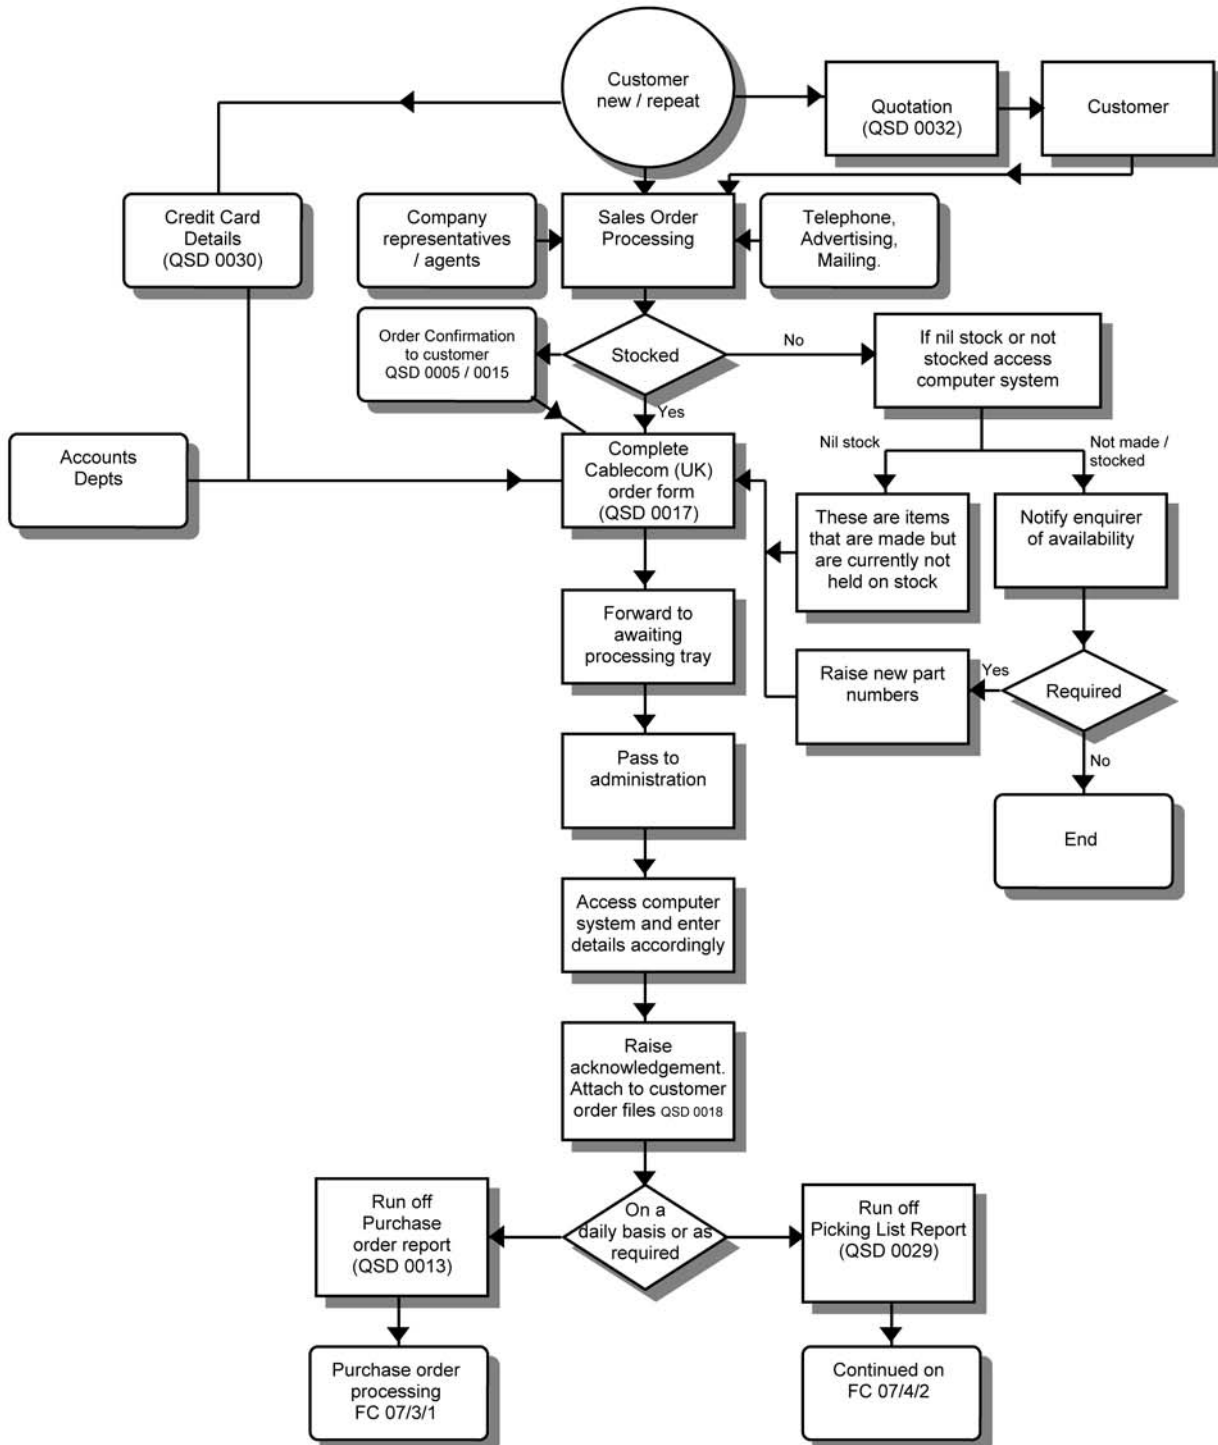 Customer
new / repeat
Quotation
(QSD 0032)
Customer
Credit Card
Details
(QSD 0030)
Company
representatives
/ agents
Sales Order
Processing
Telephone,
Advertising,
Mailing.
Order Confirmation
to customer
QSD 0005 / 0015
Stocked
No
If nil stock or not
stocked access
computer system
Yes
Nil stock
Not made /
stocked
Accounts
Depts
Complete
Cablecom (UK)
order form
(QSD 0017)
These are items
that are made but
are currently not
held on stock
Notify enquirer
of availability
Forward to
awaiting
processing tray
Raise new part
numbers
Yes
Required
No
Pass to
administration
End
Access computer
system and enter
details accordingly
Raise
acknowledgement.
Attach to customer
order files QSD 0018
Run off
Purchase
order report
(QSD 0013)
On a
daily basis or as
required
Run off
Picking List Report
(QSD 0029)
Purchase order
processing
FC 07/3/1
Continued on
FC 07/4/2